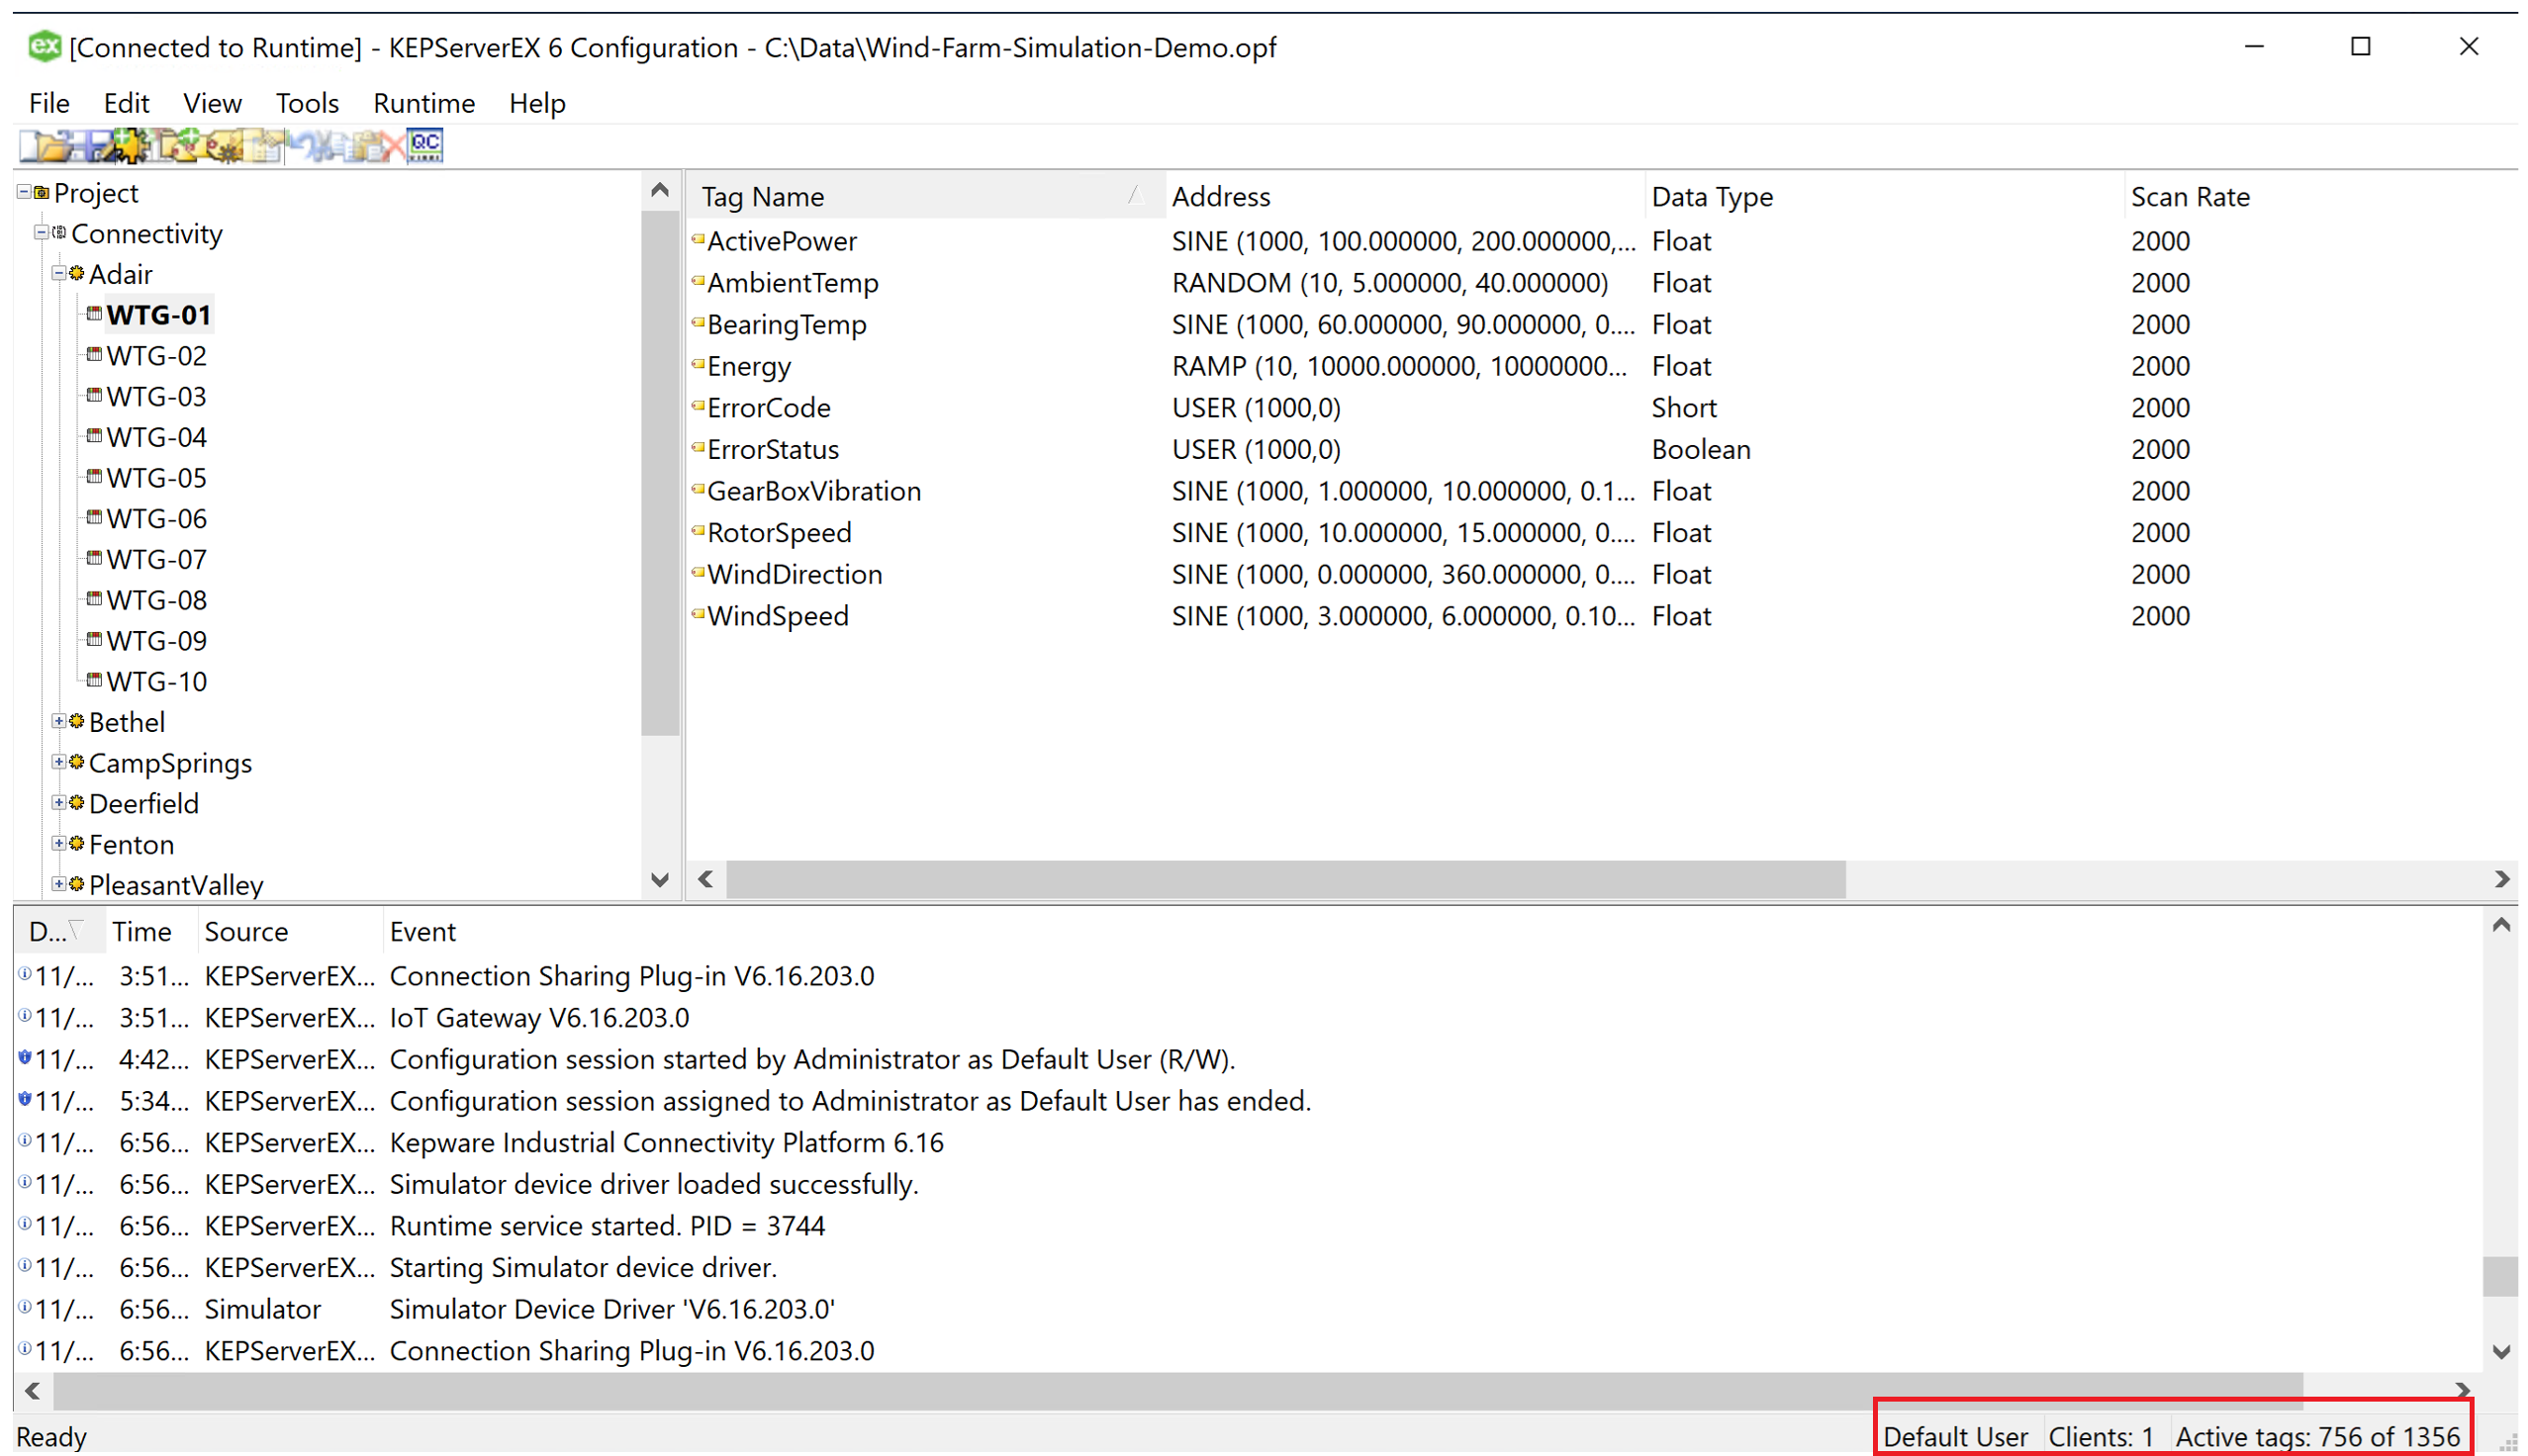 [Connected to Runtime] - KEPServerEX 6 Configuration - C:\Data\Wind-Farm-Simulation-Demo.opf
File Edit View Tools Runtime Help
QC
Project
Connectivity
Adair
WTG-01
WTG-02
WTG-03
WTG-04
WTG-05
WTG-06
WTG-07
WTG-08
WTG-09
WTG-10
Bethel
CampSprings
Deerfield
Fenton
PleasantValley
Tag Name Address Data Type Scan Rate
ActivePower SINE (1000, 100.000000, 200.000000,... Float 2000
AmbientTemp RANDOM (10, 5.000000, 40.000000) Float 2000
BearingTemp SINE (1000, 60.000000, 90.000000, 0.... Float 2000
Energy RAMP (10, 10000.000000, 10000000... Float 2000
ErrorCode USER (1000,0) Short 2000
ErrorStatus USER (1000,0) Boolean 2000
GearBoxVibration SINE (1000, 1.000000, 10.000000, 0.1... Float 2000
RotorSpeed SINE (1000, 10.000000, 15.000000, 0.... Float 2000
WindDirection SINE (1000, 0.000000, 360.000000, 0.... Float 2000
WindSpeed SINE (1000, 3.000000, 6.000000, 0.10... Float 2000
D... Time Source Event
11/... 3:51... KEPServerEX... Connection Sharing Plug-in V6.16.203.0
11/... 3:51... KEPServerEX... IoT Gateway V6.16.203.0
11/... 4:42... KEPServerEX... Configuration session started by Administrator as Default User (R/W).
11/... 5:34... KEPServerEX... Configuration session assigned to Administrator as Default User has ended.
11/... 6:56... KEPServerEX... Kepware Industrial Connectivity Platform 6.16
11/... 6:56... KEPServerEX... Simulator device driver loaded successfully.
11/... 6:56... KEPServerEX... Runtime service started. PID = 3744
11/... 6:56... KEPServerEX... Starting Simulator device driver.
11/... 6:56... Simulator Simulator Device Driver 'V6.16.203.0'
11/... 6:56... KEPServerEX... Connection Sharing Plug-in V6.16.203.0
Ready Default User Clients: 1 Active tags: 756 of 1356